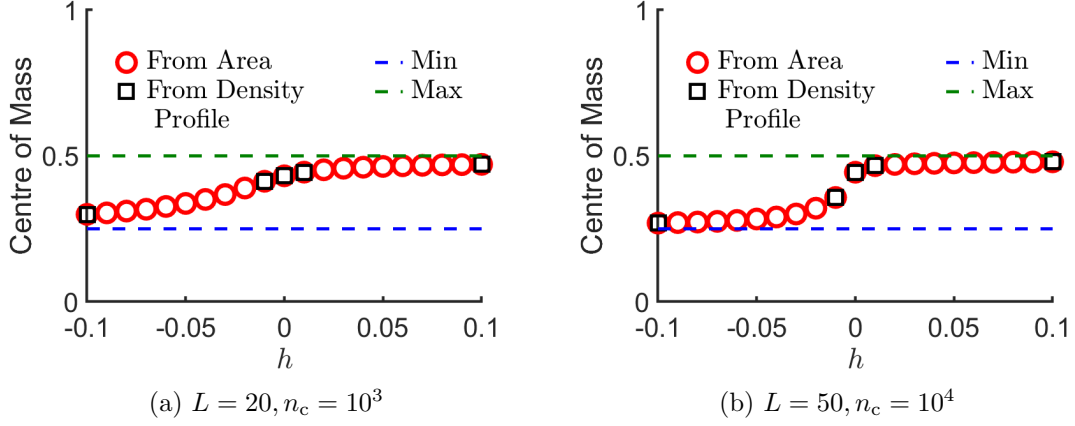 1
From Area
From Density
Profile
Min
Max
0.5
0
Centre of Mass
-0.1
-0.05
0
0.05
0.1
h
(a) L = 20, n_c = 10^3
1
From Area
From Density
Profile
Min
Max
0.5
0
Centre of Mass
-0.1
-0.05
0
0.05
0.1
h
(b) L = 50, n_c = 10^4